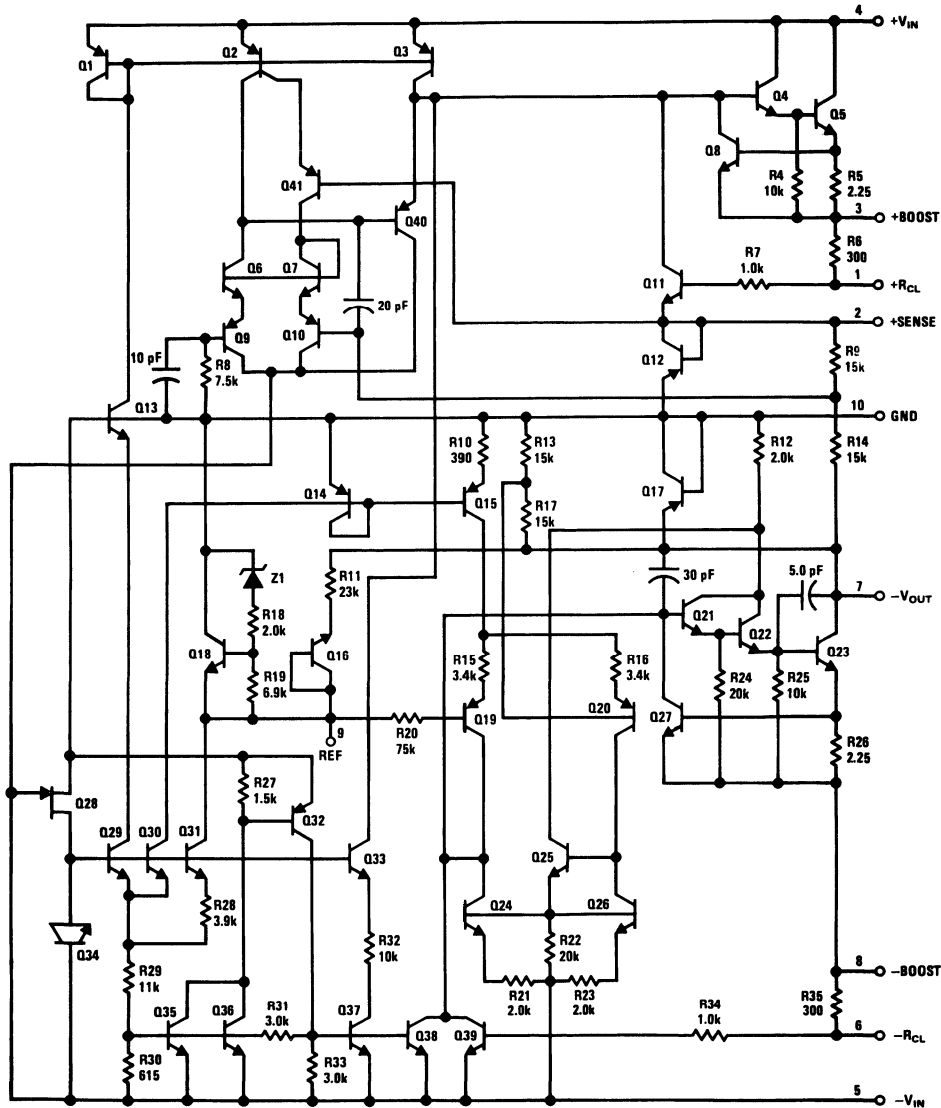 4
+VIN
Q1
Q2
Q3
Q4
Q5
Q8
R4
10k
R5
2.25
Q41
3
+BOOST
Q40
R6
300
R7
1.0k
1
+RCL
Q6
Q7
Q11
20 pF
2
+SENSE
Q9
Q10
10 pF
R8
7.5k
Q12
R9
15k
Q13
10
GND
R10
390
R13
15k
R12
2.0k
R14
15k
Q14
Q15
R17
15k
Q17
Z1
R11
23k
30 pF
5.0 pF
7
–VOUT
R18
2.0k
Q21
Q22
Q18
Q16
R15
3.4k
R16
3.4k
Q23
R19
6.9k
R24
20k
R25
10k
9
REF
R20
75k
Q19
Q20
Q27
R26
2.25
R27
1.5k
Q28
Q32
Q29
Q30
Q31
Q33
Q25
R28
3.9k
Q24
Q26
Q34
R32
10k
R22
20k
R29
11k
8
–BOOST
R21
2.0k
R23
2.0k
R35
300
Q35
Q36
R31
3.0k
Q37
Q38
Q39
R34
1.0k
6
–RCL
R30
615
R33
3.0k
5
–VIN